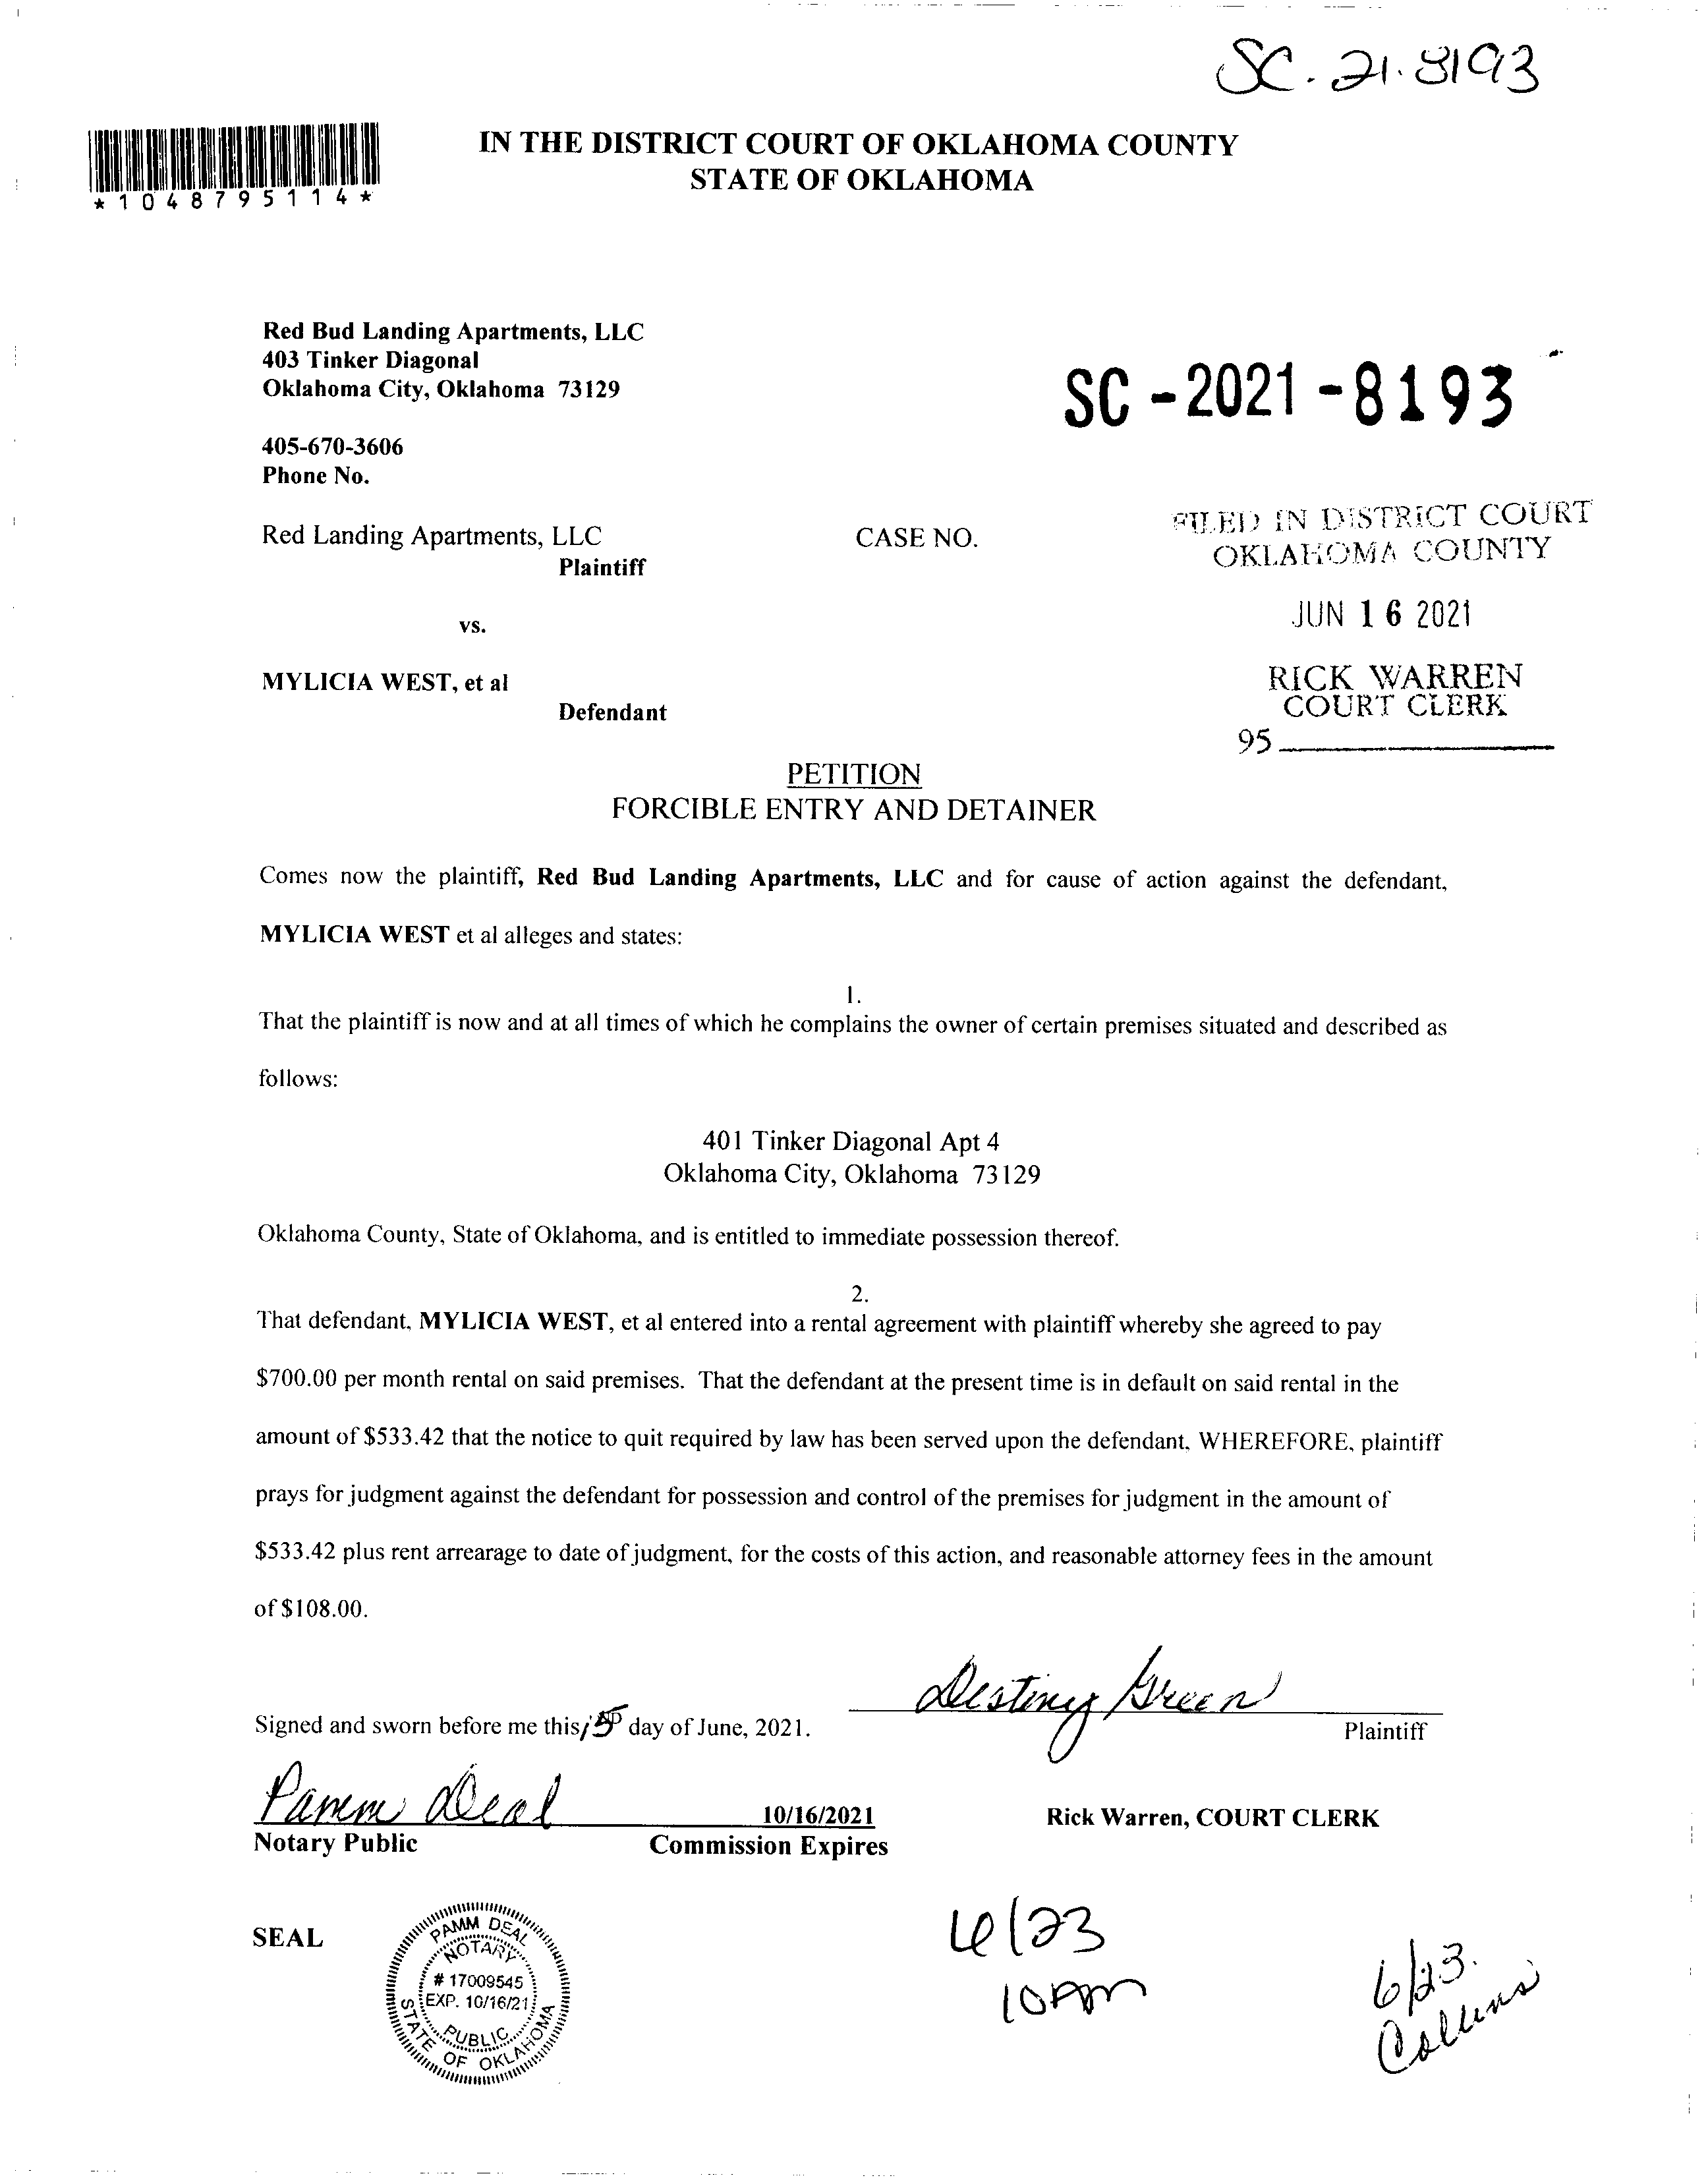 SC-21-8193
*1048795114*
IN THE DISTRICT COURT OF OKLAHOMA COUNTY
STATE OF OKLAHOMA
Red Bud Landing Apartments, LLC
403 Tinker Diagonal
Oklahoma City, Oklahoma 73129
SC-2021-8193
405-670-3606
Phone No.
Red Landing Apartments, LLC
Plaintiff
CASE NO.
FILED IN DISTRICT COURT
OKLAHOMA COUNTY
JUN 16 2021
vs.
MYLICIA WEST, et al
Defendant
RICK WARREN
COURT CLERK
95
PETITION
FORCIBLE ENTRY AND DETAINER
Comes now the plaintiff, Red Bud Landing Apartments, LLC and for cause of action against the defendant,
MYLICIA WEST et al alleges and states:
1.
That the plaintiff is now and at all times of which he complains the owner of certain premises situated and described as
follows:
401 Tinker Diagonal Apt 4
Oklahoma City, Oklahoma 73129
Oklahoma County, State of Oklahoma, and is entitled to immediate possession thereof.
2.
That defendant, MYLICIA WEST, et al entered into a rental agreement with plaintiff whereby she agreed to pay
$700.00 per month rental on said premises. That the defendant at the present time is in default on said rental in the
amount of $533.42 that the notice to quit required by law has been served upon the defendant, WHEREFORE, plaintiff
prays for judgment against the defendant for possession and control of the premises for judgment in the amount of
$533.42 plus rent arrearage to date of judgment, for the costs of this action, and reasonable attorney fees in the amount
of $108.00.
Destiny Green
Signed and sworn before me this 15 day of June, 2021.
Plaintiff
Pamm Deal
10/16/2021
Rick Warren, COURT CLERK
Notary Public
Commission Expires
SEAL
PAMM DEAL
NOTARY
# 17009545
EXP. 10/16/21
PUBLIC
STATE OF OKLAHOMA
6/23
10 AM
6/23.
Collins